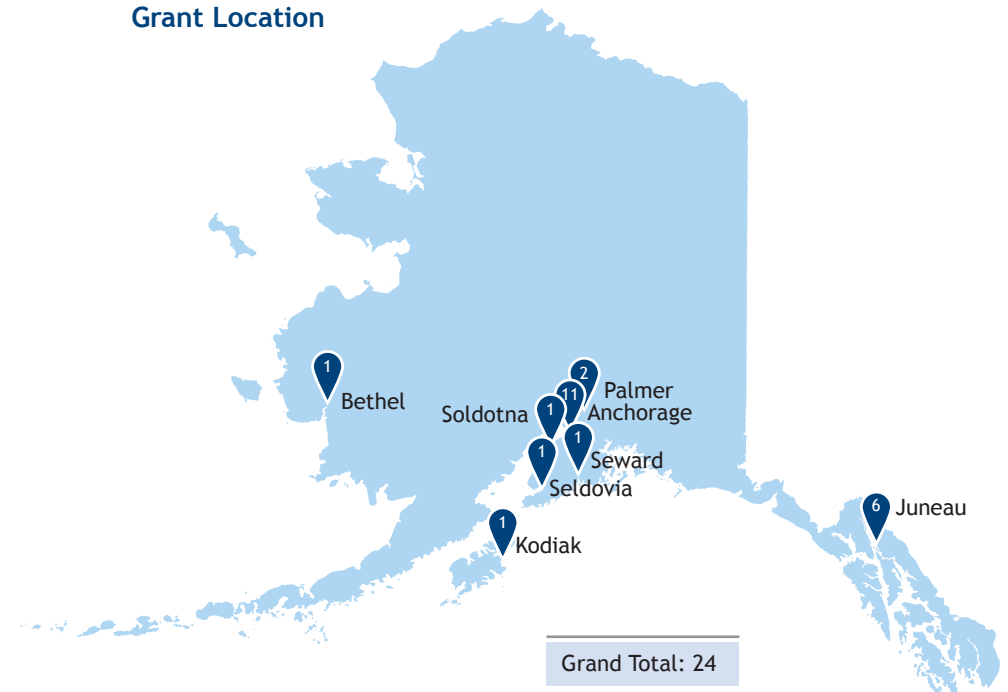 Grant Location
1
Bethel
2
Palmer
11
Anchorage
1
Soldotna
1
Seward
1
Seldovia
6
Juneau
1
Kodiak
Grand Total: 24